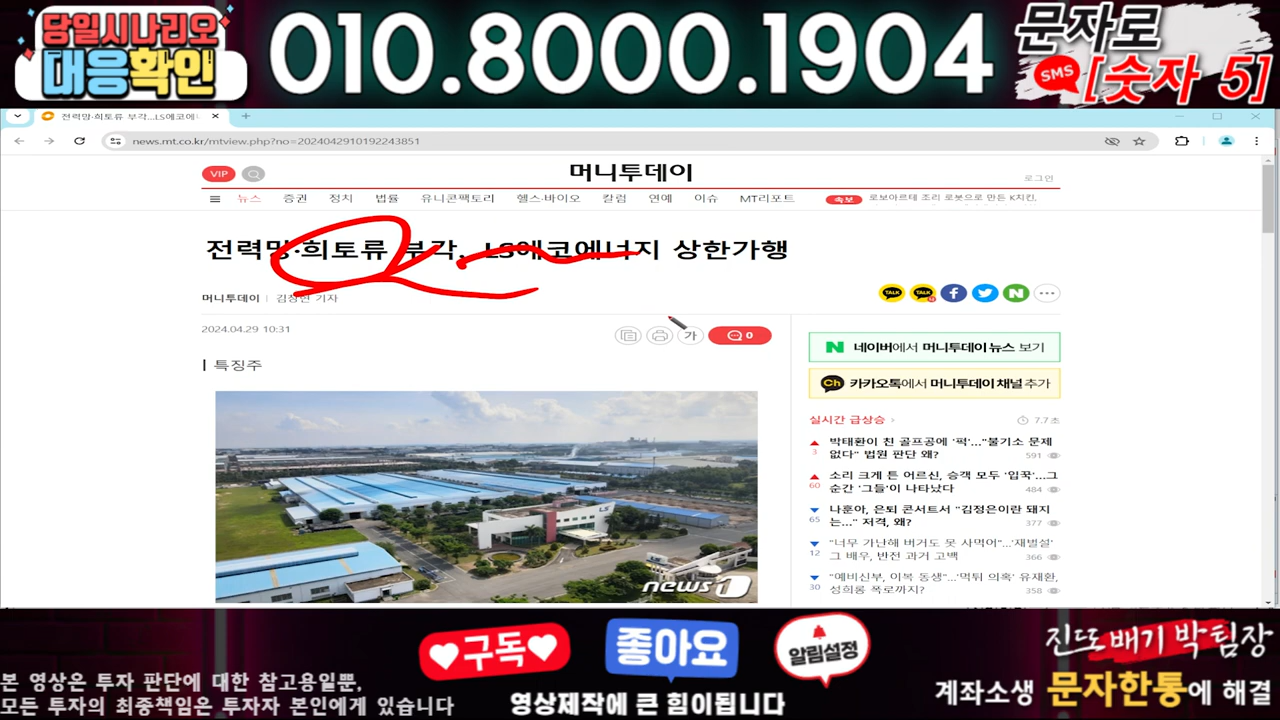 당일시나리오
대응확인
010.8000.1904
문자로
SMS
[숫자 5]
전력망·희토류 부각...LS에코에너
news.mt.co.kr/mtview.php?no=2024042910192243851
VIP
머니투데이
로그인
뉴스 증권 정치 법률 유니콘팩토리 헬스·바이오 칼럼 연예 이슈 MT리포트
속보 로보아르테 조리 로봇으로 만든 K치킨,
전력망·희토류 부각, LS에코에너지 상한가행
머니투데이 | 김창현 기자
TALK TALK
2024.04.29 10:31
가
0
특징주
네이버에서 머니투데이 뉴스 보기
Ch 카카오톡에서 머니투데이 채널 추가
실시간 급상승 7.7초
3 박태환이 친 골프공에 '퍽'..."불기소 문제
없다" 법원 판단 왜? 591
60 소리 크게 튼 어르신, 승객 모두 '입꾹'...그
순간 '그들'이 나타났다 484
65 나훈아, 은퇴 콘서트서 "김정은이란 돼지
는..." 저격, 왜? 377
12 "너무 가난해 버거도 못 사먹어"...'재벌설'
그 배우, 반전 과거 고백 366
30 "예비신부, 이복 동생"...'먹튀 의혹' 유재환,
성희롱 폭로까지? 358
news1
구독
좋아요
알림설정
영상제작에 큰 힘이됩니다
본 영상은 투자 판단에 대한 참고용일뿐,
모든 투자의 최종책임은 투자자 본인에게 있습니다
진또배기 박팀장
계좌소생 문자한통에 해결